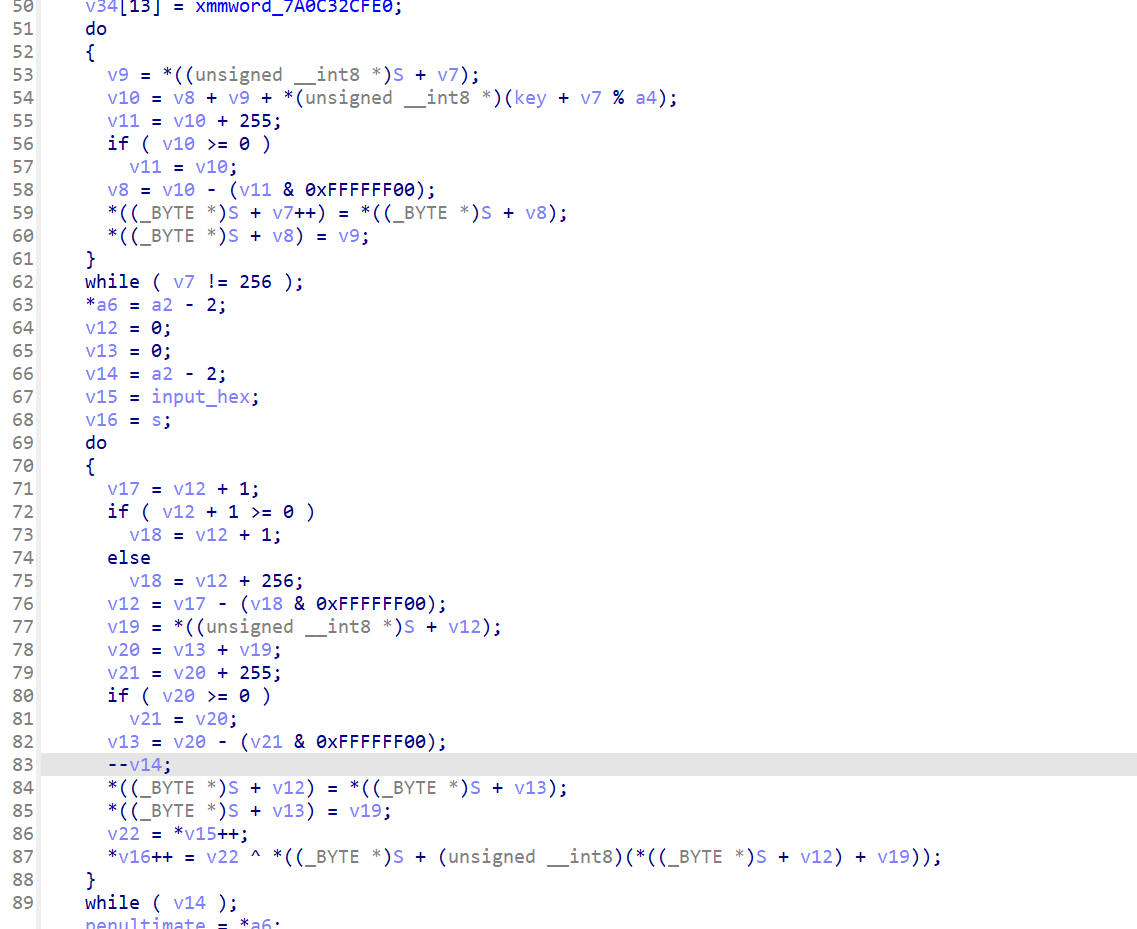 50 v34[13] = xmmword_7A0C32CFE0;
51 do
52 {
53 v9 = *((unsigned __int8 *)S + v7);
54 v10 = v8 + v9 + *(unsigned __int8 *)(key + v7 % a4);
55 v11 = v10 + 255;
56 if ( v10 >= 0 )
57 v11 = v10;
58 v8 = v10 - (v11 & 0xFFFFFF00);
59 *((_BYTE *)S + v7++) = *((_BYTE *)S + v8);
60 *((_BYTE *)S + v8) = v9;
61 }
62 while ( v7 != 256 );
63 *a6 = a2 - 2;
64 v12 = 0;
65 v13 = 0;
66 v14 = a2 - 2;
67 v15 = input_hex;
68 v16 = s;
69 do
70 {
71 v17 = v12 + 1;
72 if ( v12 + 1 >= 0 )
73 v18 = v12 + 1;
74 else
75 v18 = v12 + 256;
76 v12 = v17 - (v18 & 0xFFFFFF00);
77 v19 = *((unsigned __int8 *)S + v12);
78 v20 = v13 + v19;
79 v21 = v20 + 255;
80 if ( v20 >= 0 )
81 v21 = v20;
82 v13 = v20 - (v21 & 0xFFFFFF00);
83 --v14;
84 *((_BYTE *)S + v12) = *((_BYTE *)S + v13);
85 *((_BYTE *)S + v13) = v19;
86 v22 = *v15++;
87 *v16++ = v22 ^ *((_BYTE *)S + (unsigned __int8)(*((_BYTE *)S + v12) + v19));
88 }
89 while ( v14 );
penultimate = *a6;